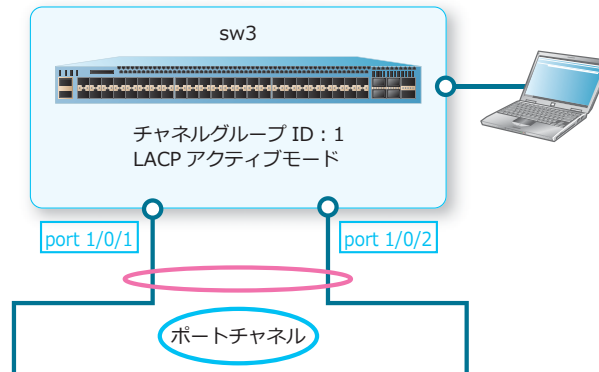 sw3
チャネルグループ ID：1
LACP アクティブモード
port 1/0/1
port 1/0/2
ポートチャネル